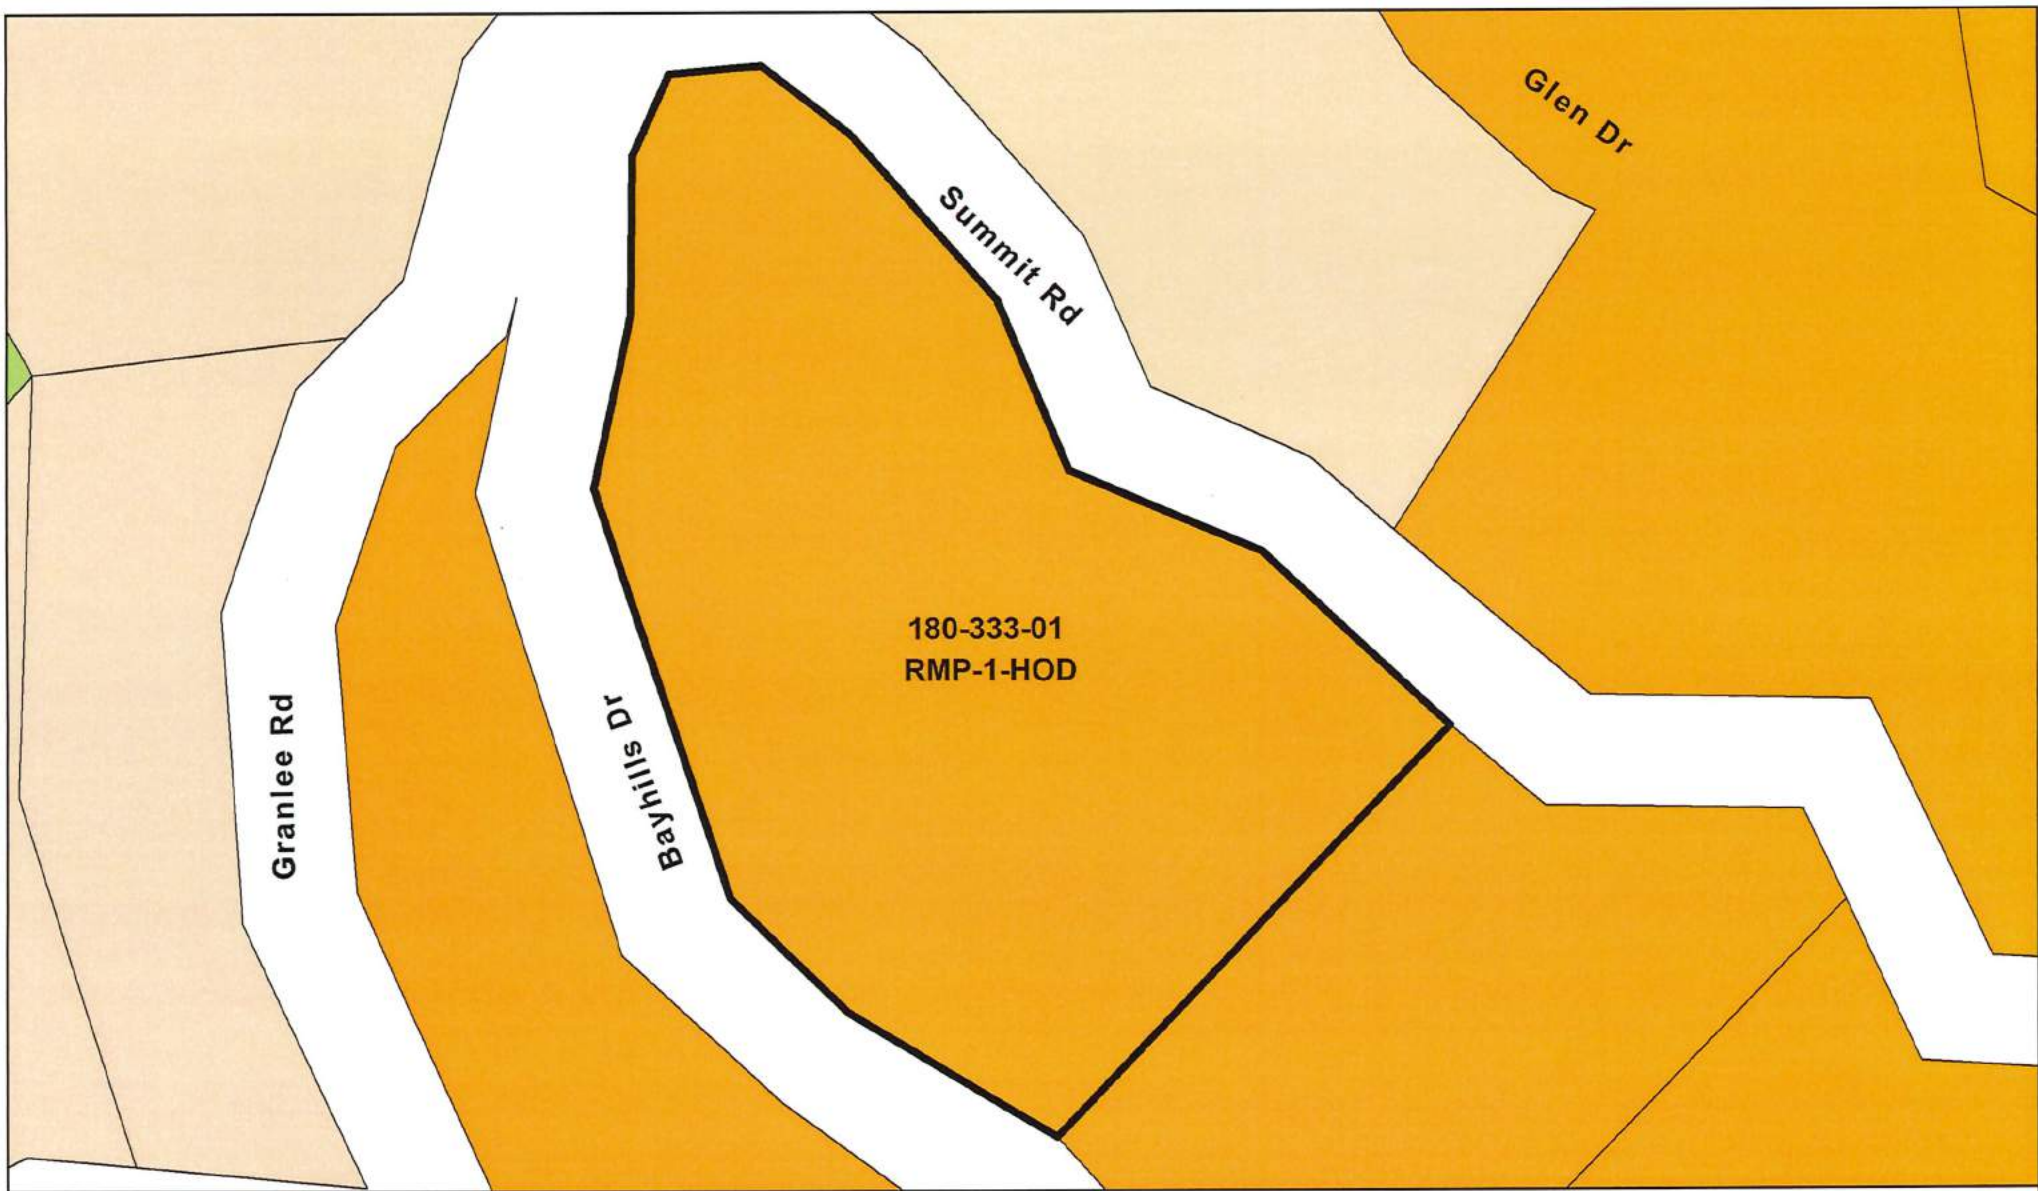 Glen Dr
Summit Rd
180-333-01
RMP-1-HOD
Granlee Rd
Bayhills Dr